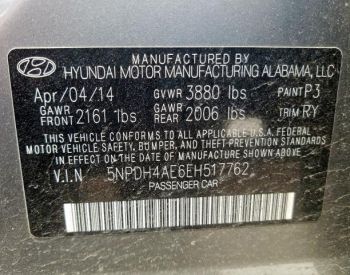 MANUFACTURED BY
HYUNDAI MOTOR MANUFACTURING ALABAMA, LLC
Apr/04/14 GVWR 3880 lbs PAINT P3
GAWR FRONT 2161 lbs GAWR REAR 2006 lbs TRIM RY
THIS VEHICLE CONFORMS TO ALL APPLICABLE U.S.A. FEDERAL
MOTOR VEHICLE SAFETY, BUMPER, AND THEFT PREVENTION
STANDARDS IN EFFECT ON THE DATE OF MANUFACTURE SHOWN ABOVE.
V.I.N 5NPDH4AE6EH517762
PASSENGER CAR